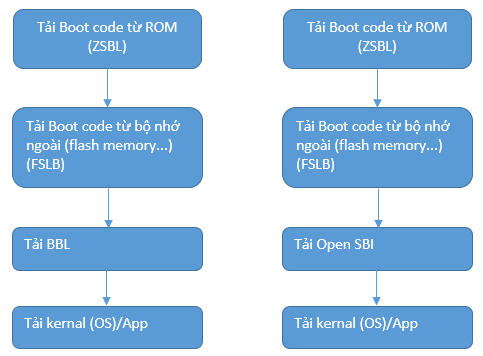 Tải Boot code từ ROM
(ZSBL)
Tải Boot code từ bộ nhớ
ngoài (flash memory...)
(FSLB)
Tải BBL
Tải kernal (OS)/App
Tải Boot code từ ROM
(ZSBL)
Tải Boot code từ bộ nhớ
ngoài (flash memory...)
(FSLB)
Tải Open SBI
Tải kernal (OS)/App